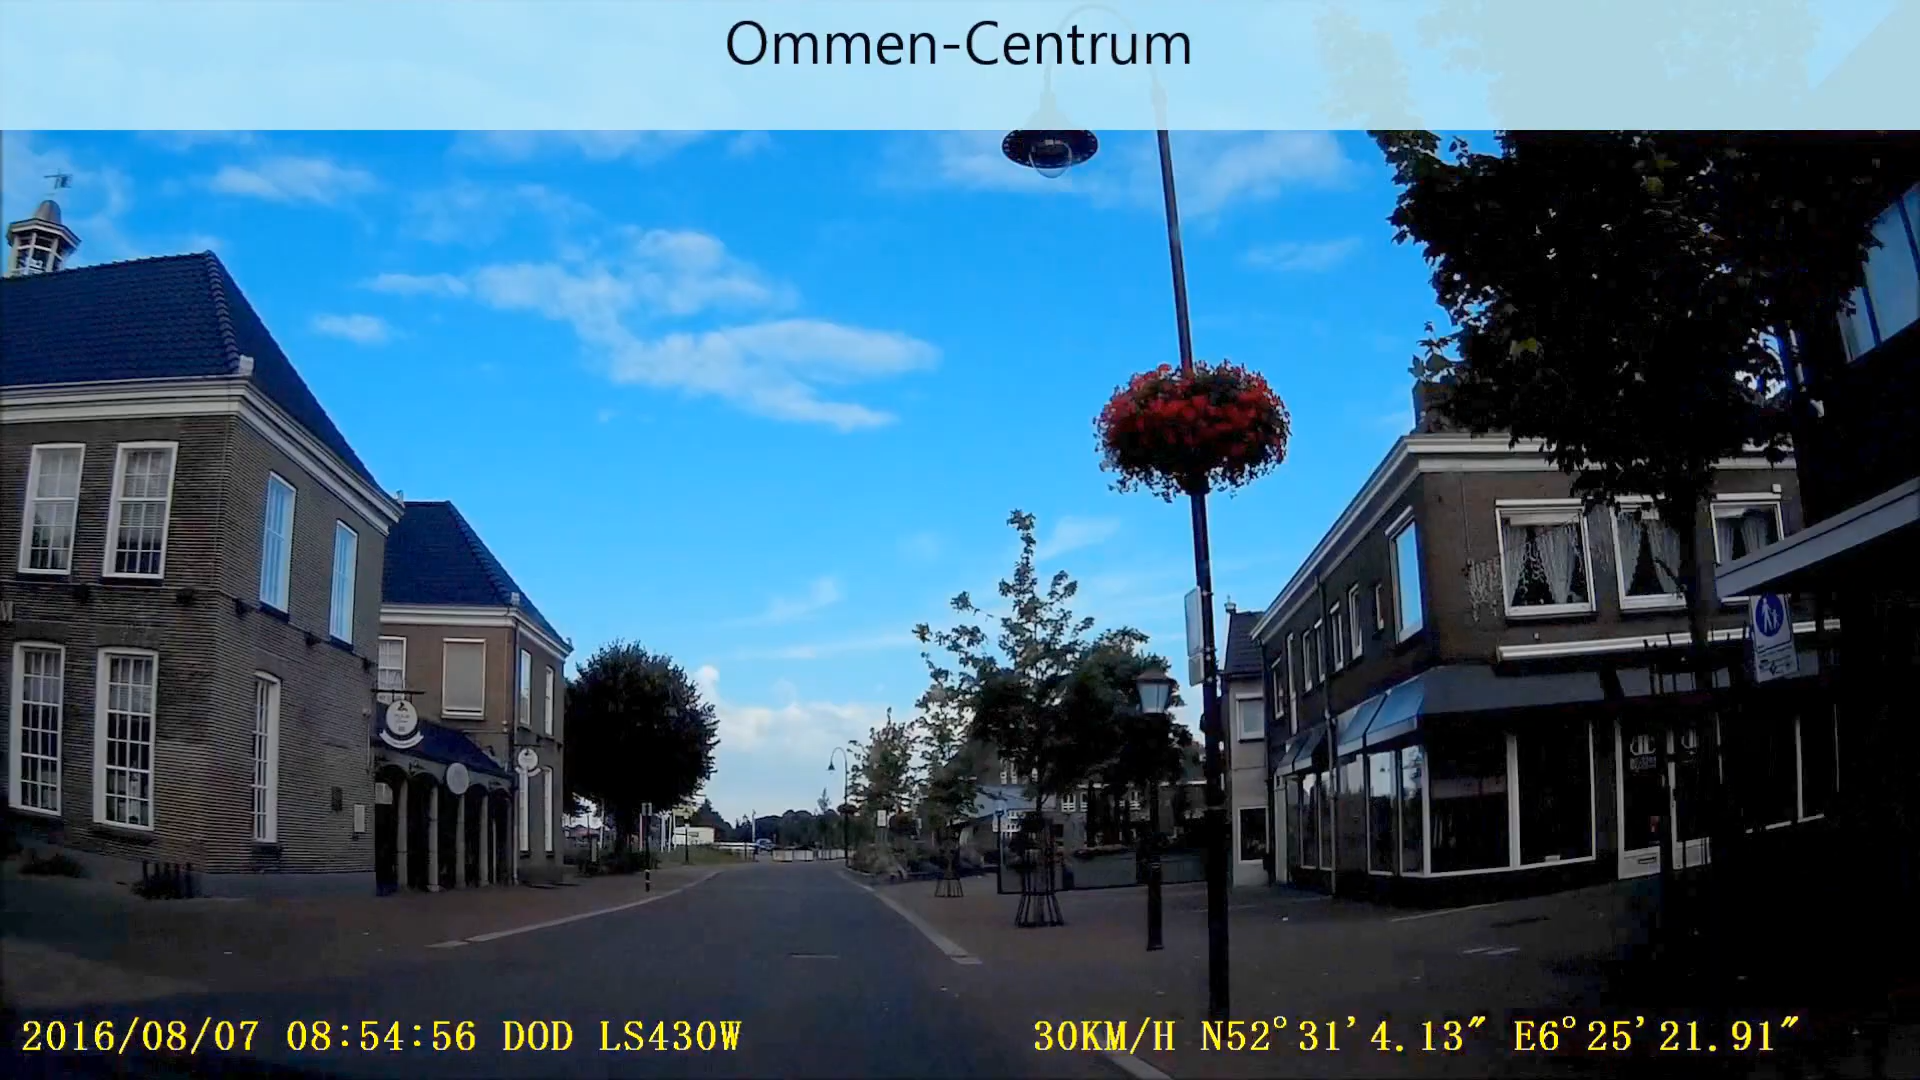 Ommen-Centrum
2016/08/07 08:54:56 DOD LS430W
30KM/H N52°31'4.13" E6°25'21.91"